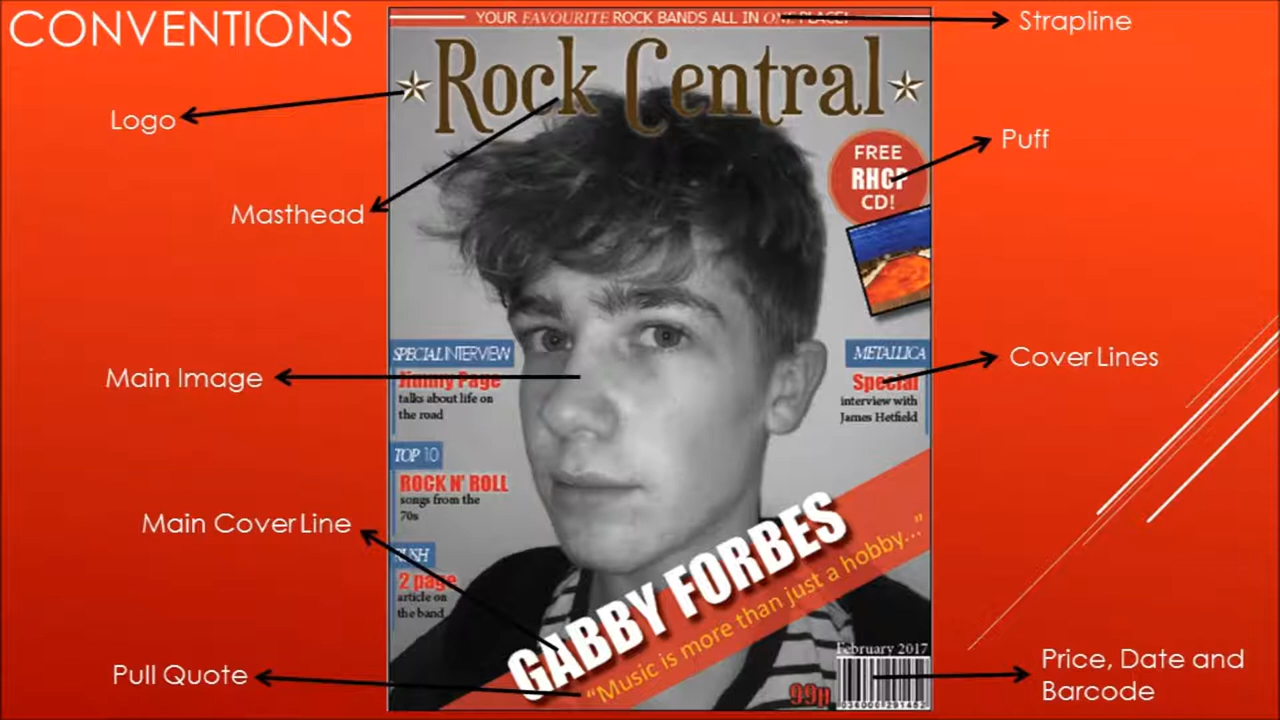 CONVENTIONS
YOUR FAVOURITE ROCK BANDS ALL IN ONE PLACE!
Strapline
Rock Central
Logo
Puff
FREE
RHCP
CD!
Masthead
SPECIAL INTERVIEW
Jimmy Page
talks about life on
the road
METALLICA
Special
interview with
James Hetfield
Cover Lines
Main Image
TOP 10
ROCK N' ROLL
songs from the
70s
Main Cover Line
RUSH
2 page
article on
the band
GABBY FORBES
"Music is more than just a hobby..."
Pull Quote
February 2017
99p
036000 291452
Price, Date and
Barcode